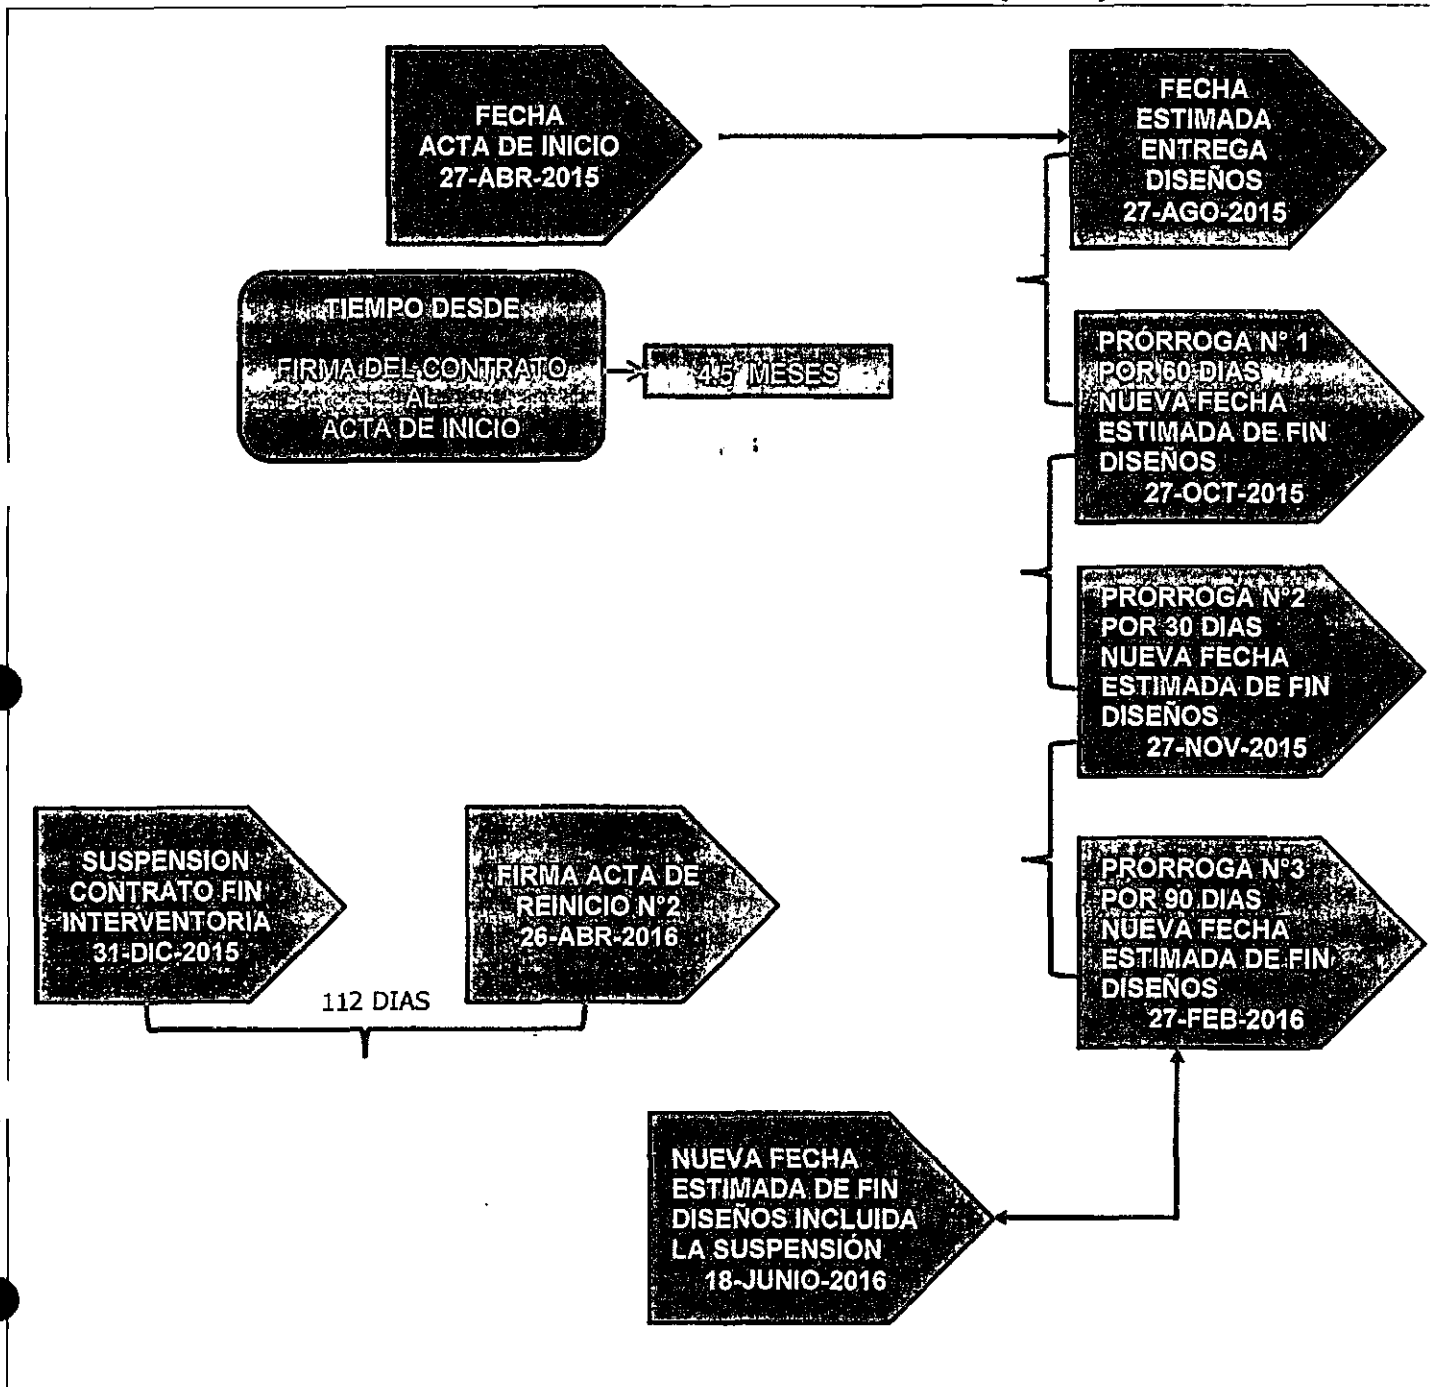 FECHA
ACTA DE INICIO
27-ABR-2015
FECHA
ESTIMADA
ENTREGA
DISEÑOS
27-AGO-2015
TIEMPO DESDE
FIRMA DEL CONTRATO
AL
ACTA DE INICIO
4.5 MESES
PRÓRROGA N° 1
POR 60 DIAS
NUEVA FECHA
ESTIMADA DE FIN
DISEÑOS
27-OCT-2015
PRÓRROGA N°2
POR 30 DIAS
NUEVA FECHA
ESTIMADA DE FIN
DISEÑOS
27-NOV-2015
SUSPENSION
CONTRATO FIN
INTERVENTORIA
31-DIC-2015
FIRMA ACTA DE
REINICIO N°2
26-ABR-2016
112 DIAS
PRÓRROGA N°3
POR 90 DIAS
NUEVA FECHA
ESTIMADA DE FIN
DISEÑOS
27-FEB-2016
NUEVA FECHA
ESTIMADA DE FIN
DISEÑOS INCLUIDA
LA SUSPENSIÓN
18-JUNIO-2016